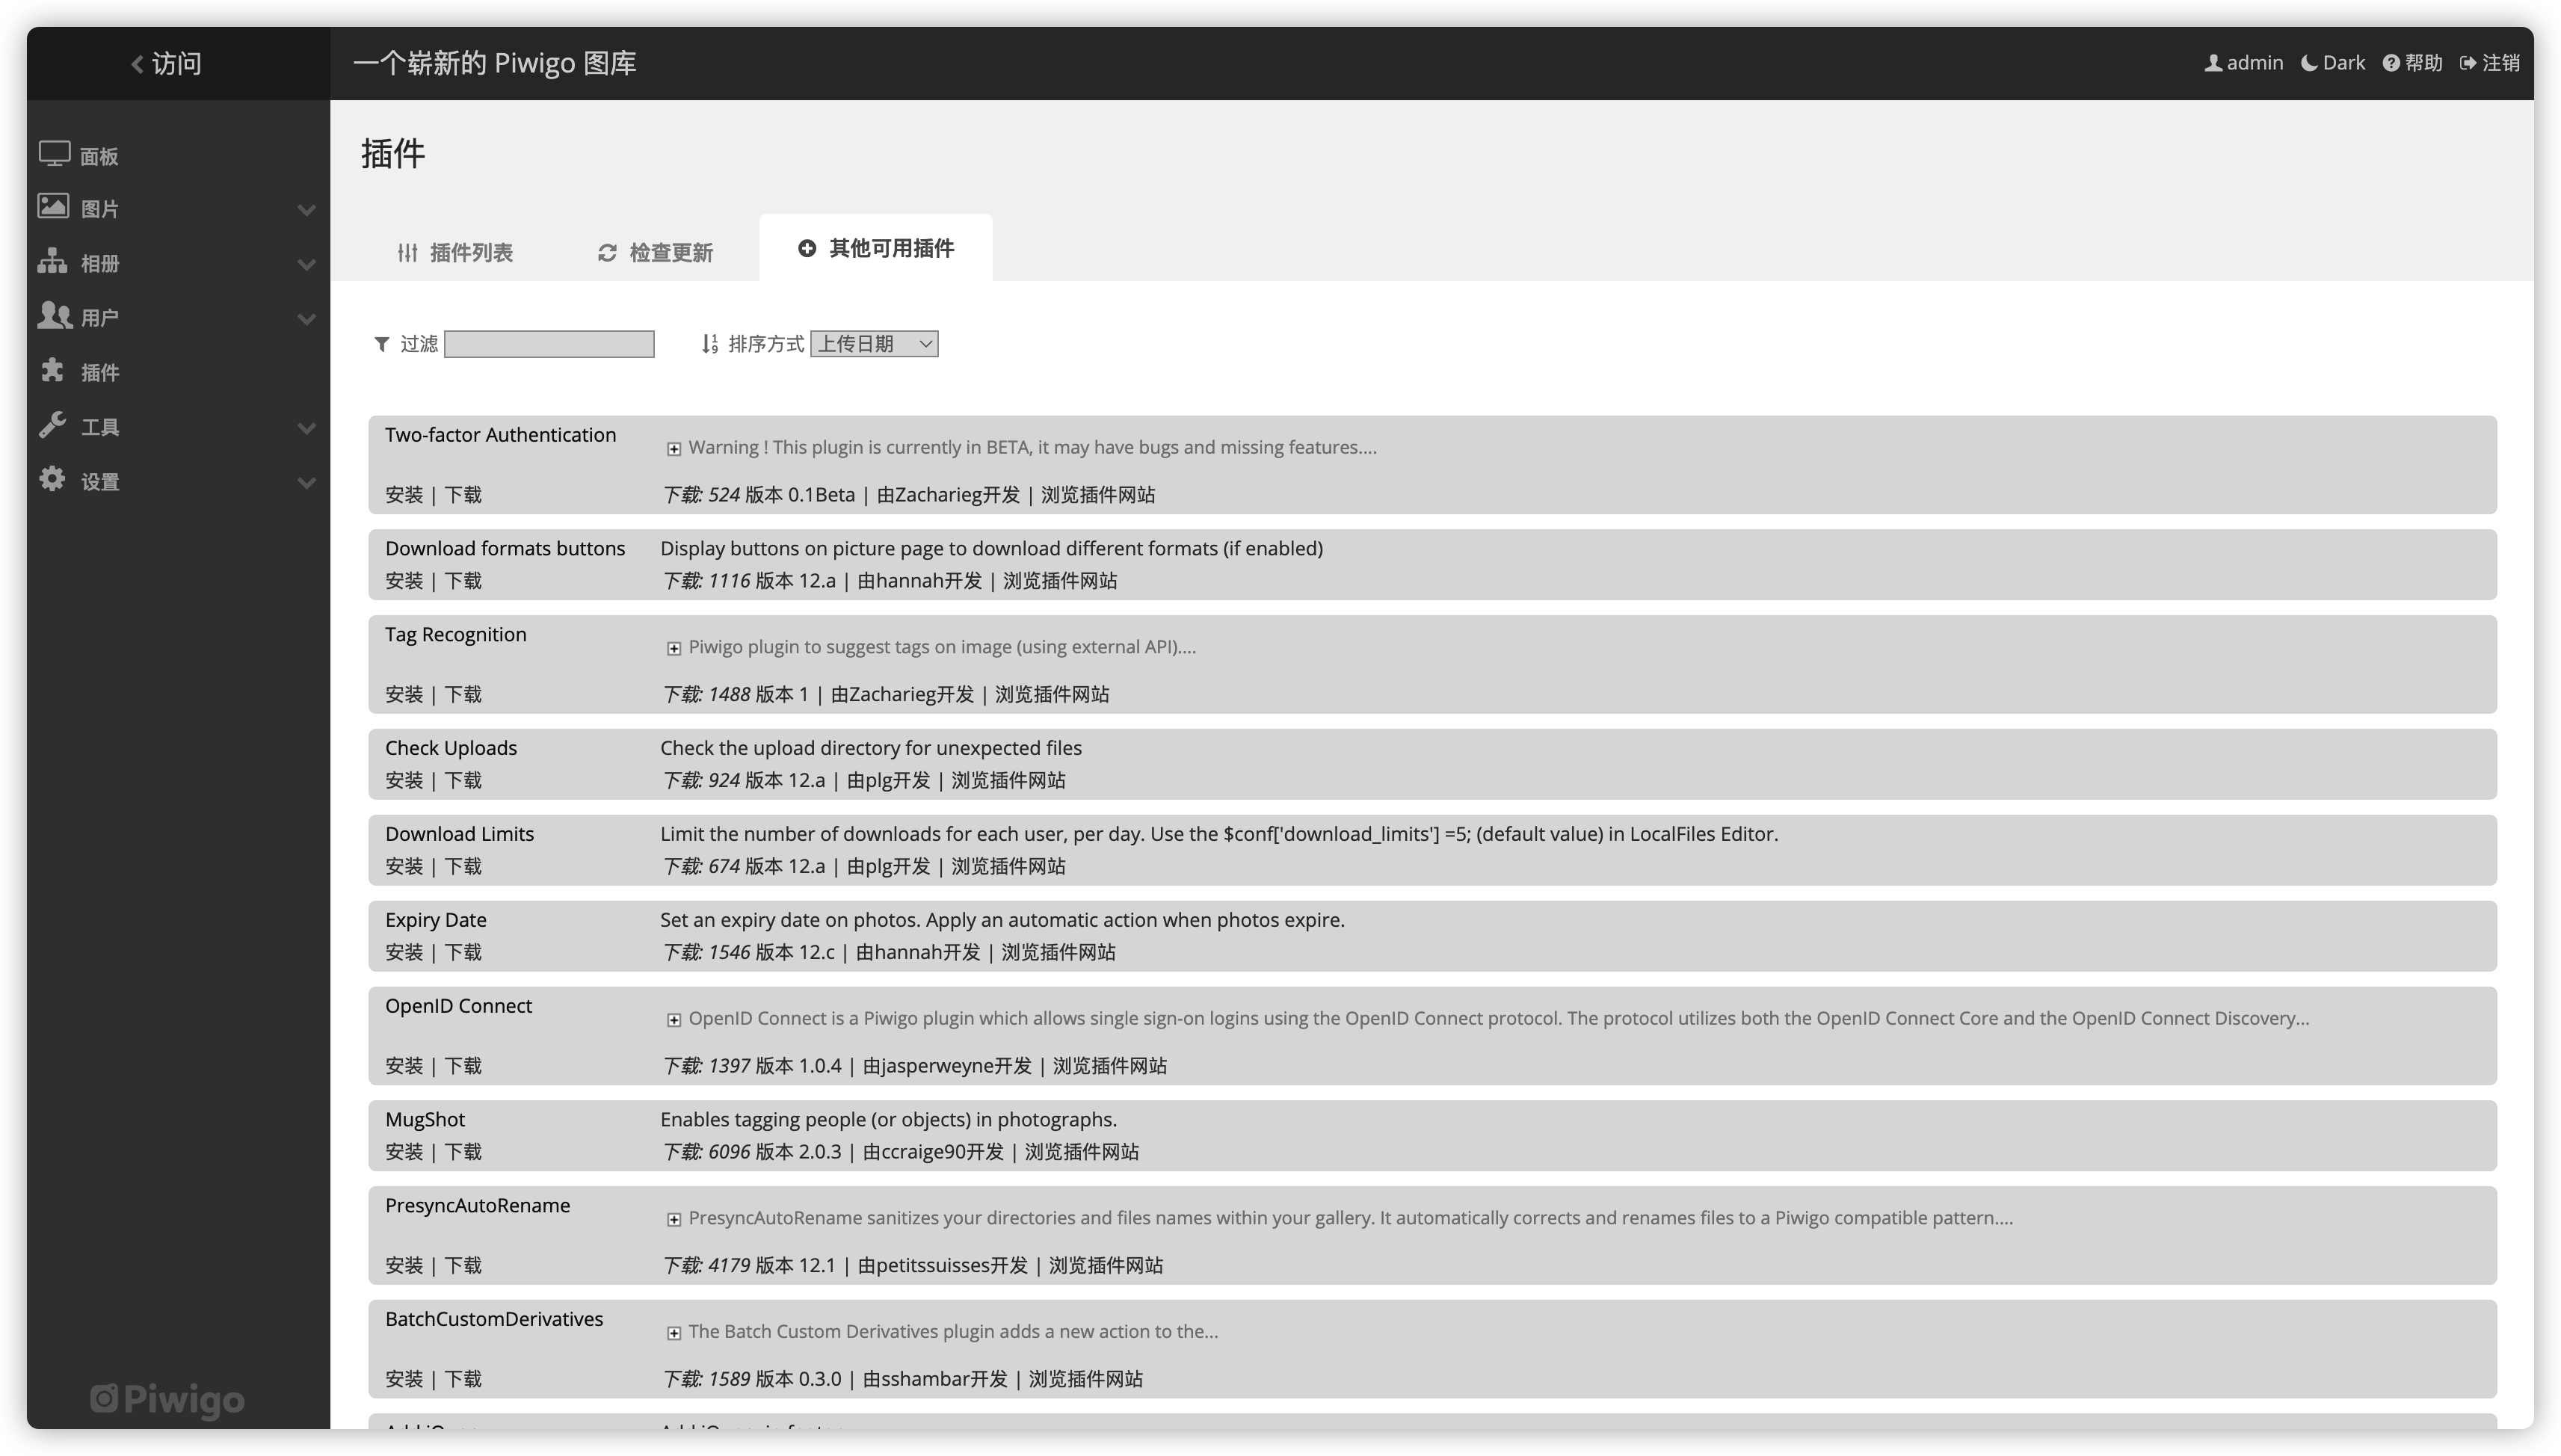 访问
一个崭新的 Piwigo 图库
admin Dark 帮助 注销
面板
图片
相册
用户
插件
工具
设置
Piwigo
插件
插件列表 检查更新 其他可用插件
过滤 排序方式 上传日期
Two-factor Authentication Warning ! This plugin is currently in BETA, it may have bugs and missing features....
安装 | 下载 下载: 524 版本 0.1Beta | 由Zacharieg开发 | 浏览插件网站
Download formats buttons Display buttons on picture page to download different formats (if enabled)
安装 | 下载 下载: 1116 版本 12.a | 由hannah开发 | 浏览插件网站
Tag Recognition Piwigo plugin to suggest tags on image (using external API)....
安装 | 下载 下载: 1488 版本 1 | 由Zacharieg开发 | 浏览插件网站
Check Uploads Check the upload directory for unexpected files
安装 | 下载 下载: 924 版本 12.a | 由plg开发 | 浏览插件网站
Download Limits Limit the number of downloads for each user, per day. Use the $conf['download_limits'] =5; (default value) in LocalFiles Editor.
安装 | 下载 下载: 674 版本 12.a | 由plg开发 | 浏览插件网站
Expiry Date Set an expiry date on photos. Apply an automatic action when photos expire.
安装 | 下载 下载: 1546 版本 12.c | 由hannah开发 | 浏览插件网站
OpenID Connect OpenID Connect is a Piwigo plugin which allows single sign-on logins using the OpenID Connect protocol. The protocol utilizes both the OpenID Connect Core and the OpenID Connect Discovery...
安装 | 下载 下载: 1397 版本 1.0.4 | 由jasperweyne开发 | 浏览插件网站
MugShot Enables tagging people (or objects) in photographs.
安装 | 下载 下载: 6096 版本 2.0.3 | 由ccraige90开发 | 浏览插件网站
PresyncAutoRename PresyncAutoRename sanitizes your directories and files names within your gallery. It automatically corrects and renames files to a Piwigo compatible pattern....
安装 | 下载 下载: 4179 版本 12.1 | 由petitssuisses开发 | 浏览插件网站
BatchCustomDerivatives The Batch Custom Derivatives plugin adds a new action to the...
安装 | 下载 下载: 1589 版本 0.3.0 | 由sshambar开发 | 浏览插件网站